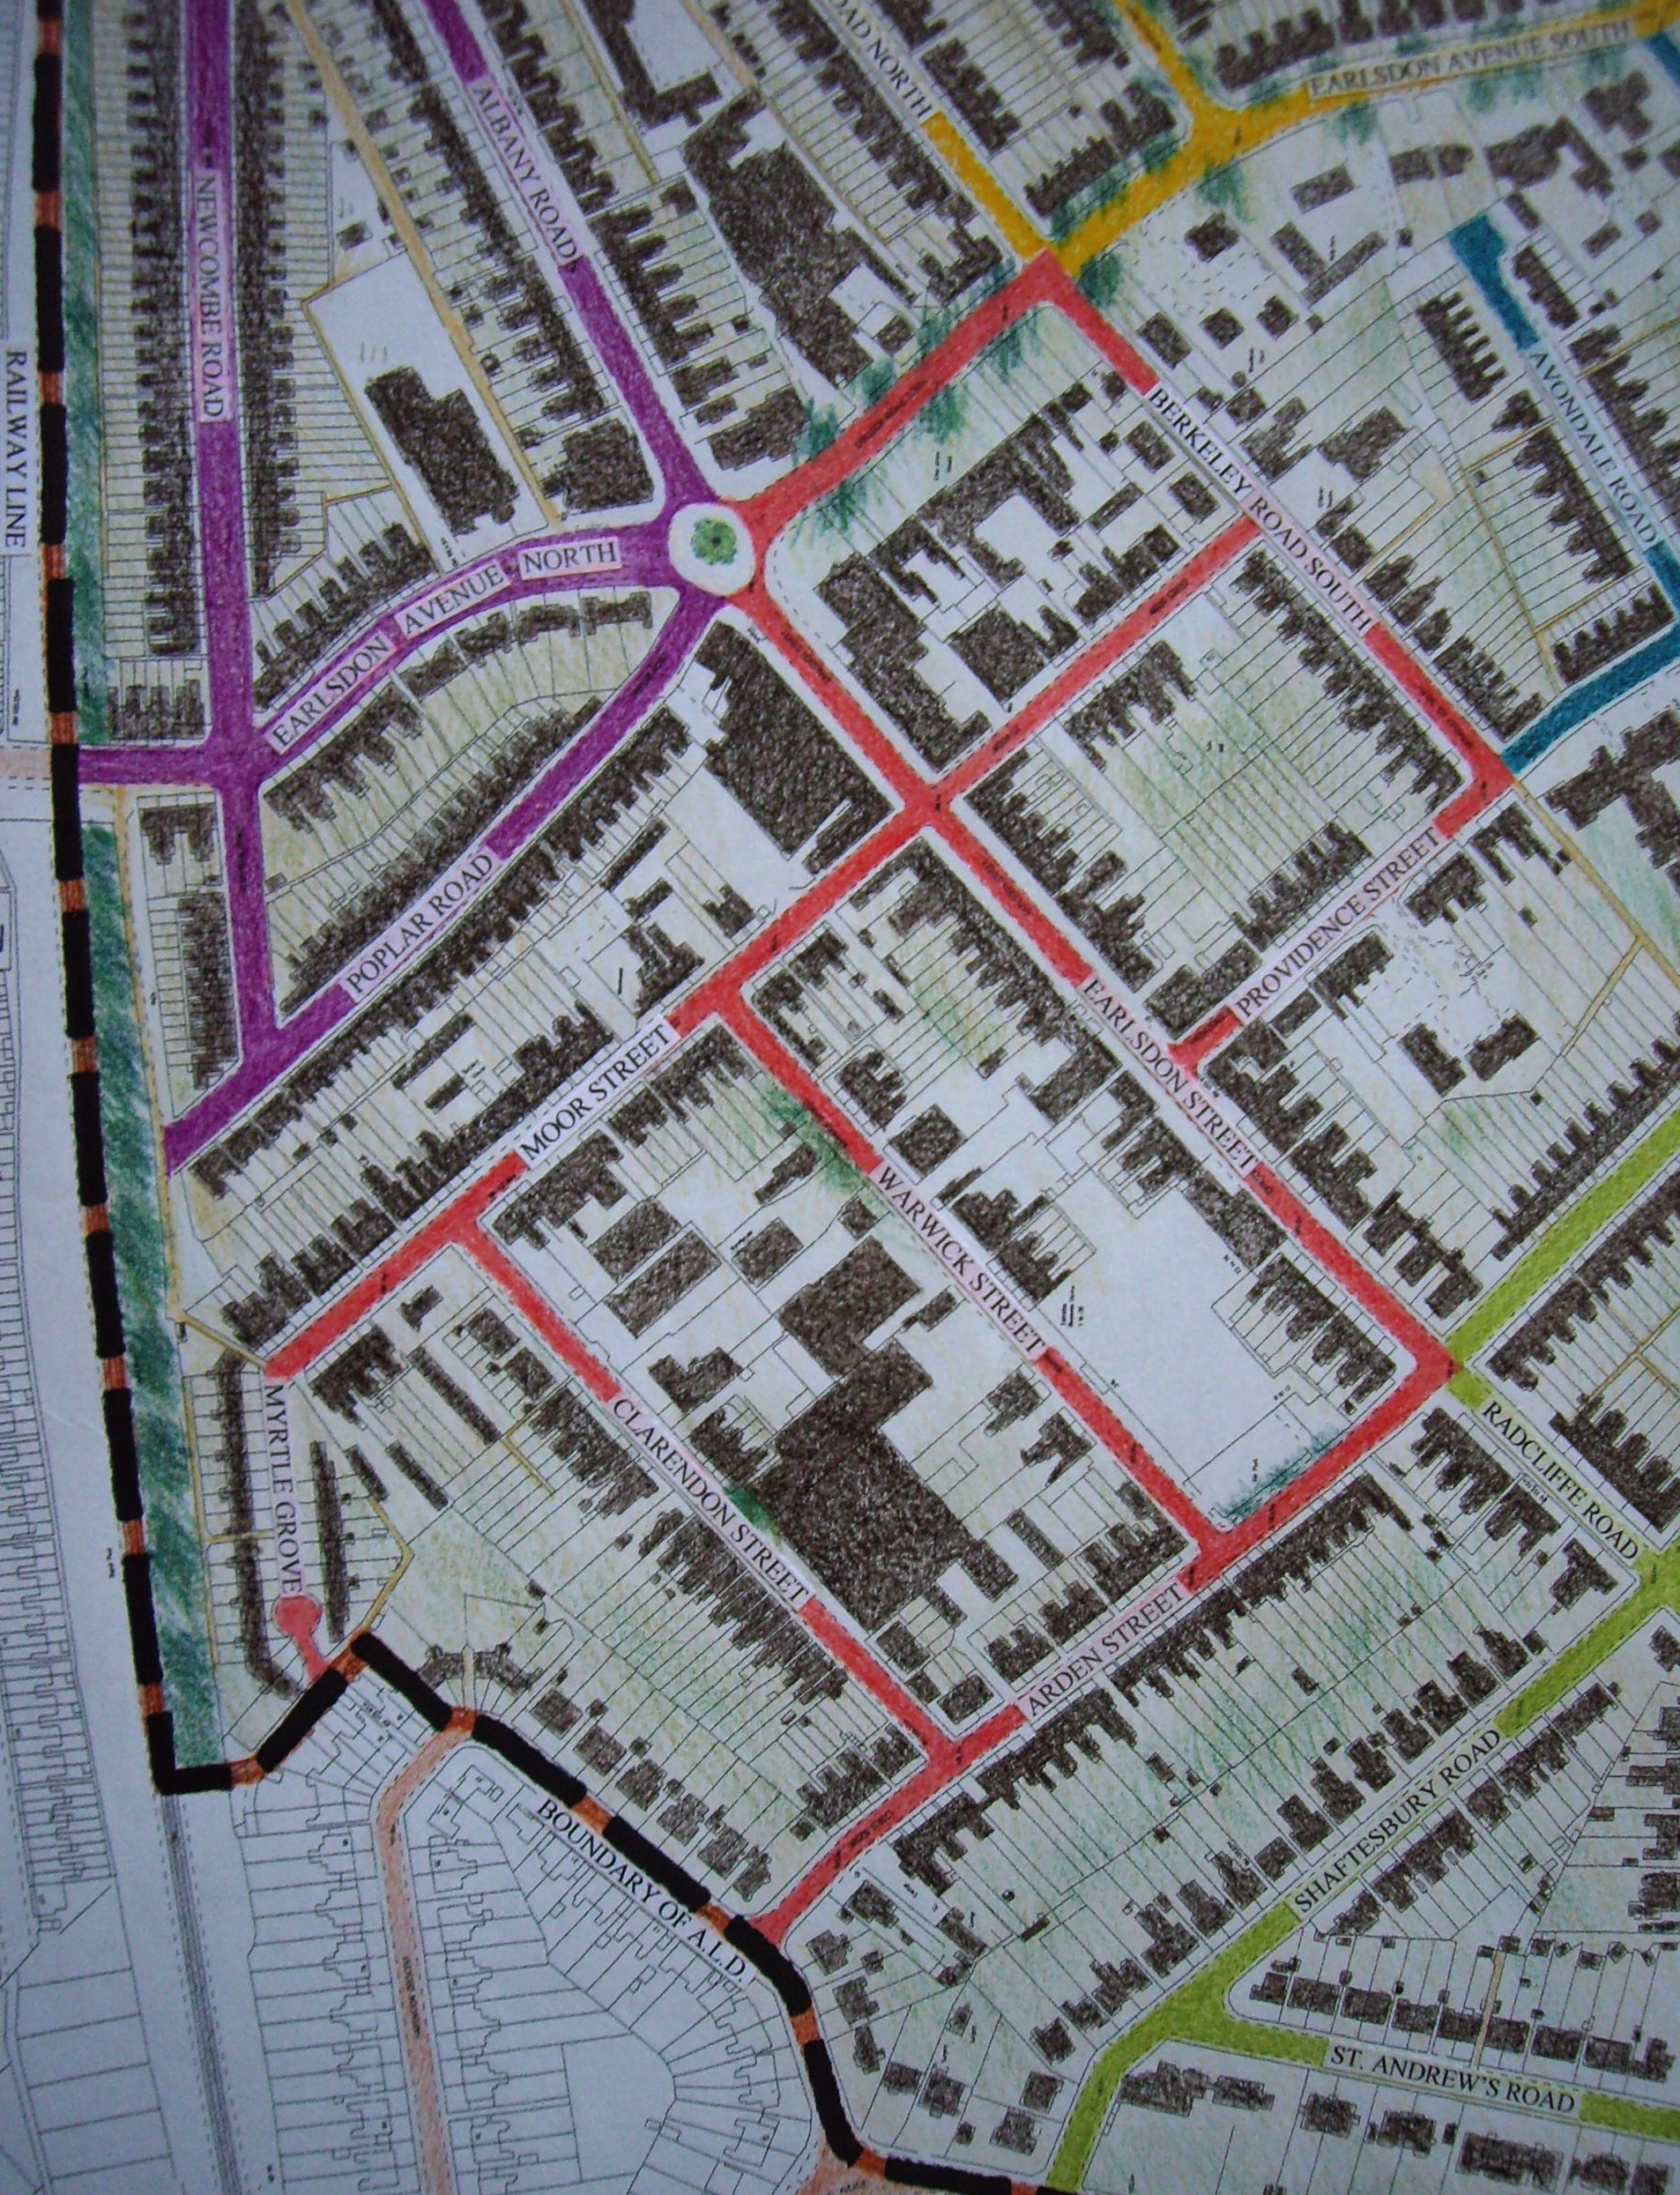 OAD NORTH
EARLSDON AVENUE SOUTH
ALBANY ROAD
NEWCOMBE ROAD
RAILWAY LINE
AVONDALE ROAD
BERKELEY ROAD SOUTH
EARLSDON AVENUE NORTH
POPLAR ROAD
PROVIDENCE STREET
MOOR STREET
EARLSDON STREET
WARWICK STREET
MYRTLE GROVE
CLARENDON STREET
RADCLIFFE ROAD
ARDEN STREET
SHAFTESBURY ROAD
BOUNDARY OF A.L.D.
ST. ANDREW'S ROAD